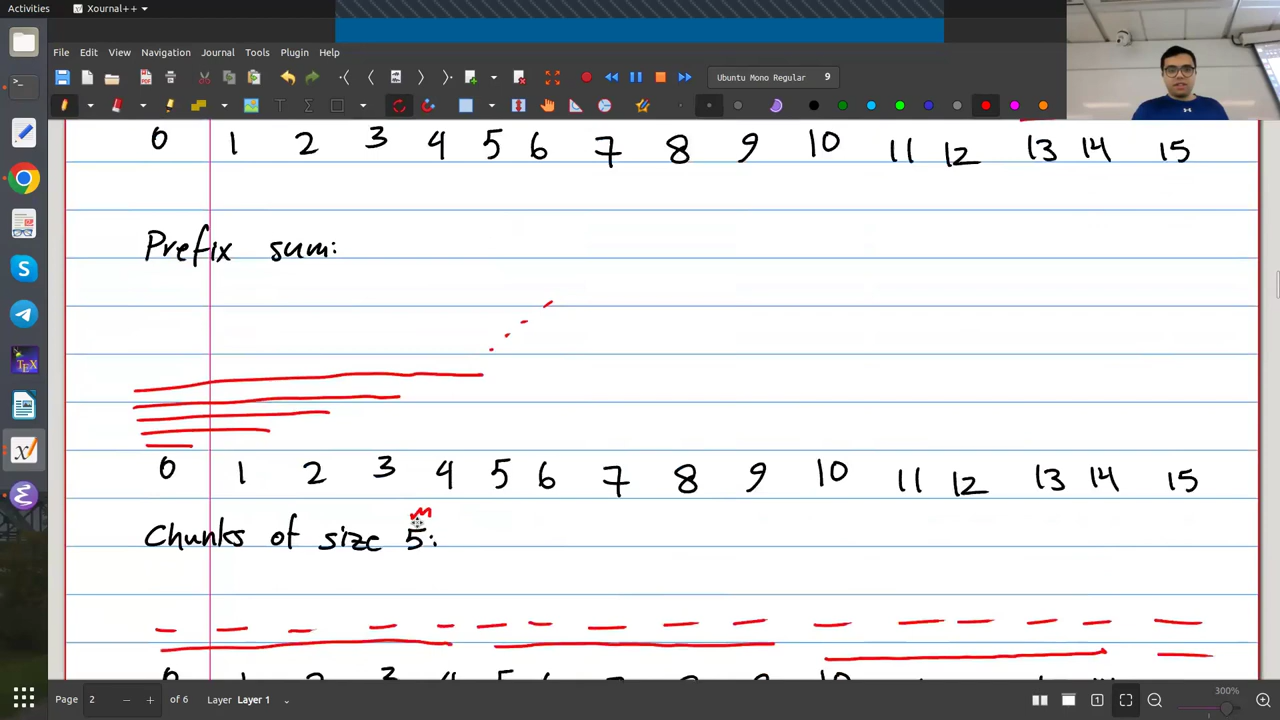 Activities Xournal++
File Edit View Navigation Journal Tools Plugin Help
Ubuntu Mono Regular 9
0 1 2 3 4 5 6 7 8 9 10 11 12 13 14 15
Prefix sum:
0 1 2 3 4 5 6 7 8 9 10 11 12 13 14 15
m
Chunks of size 5:
Page 2 of 6 Layer Layer 1 300%